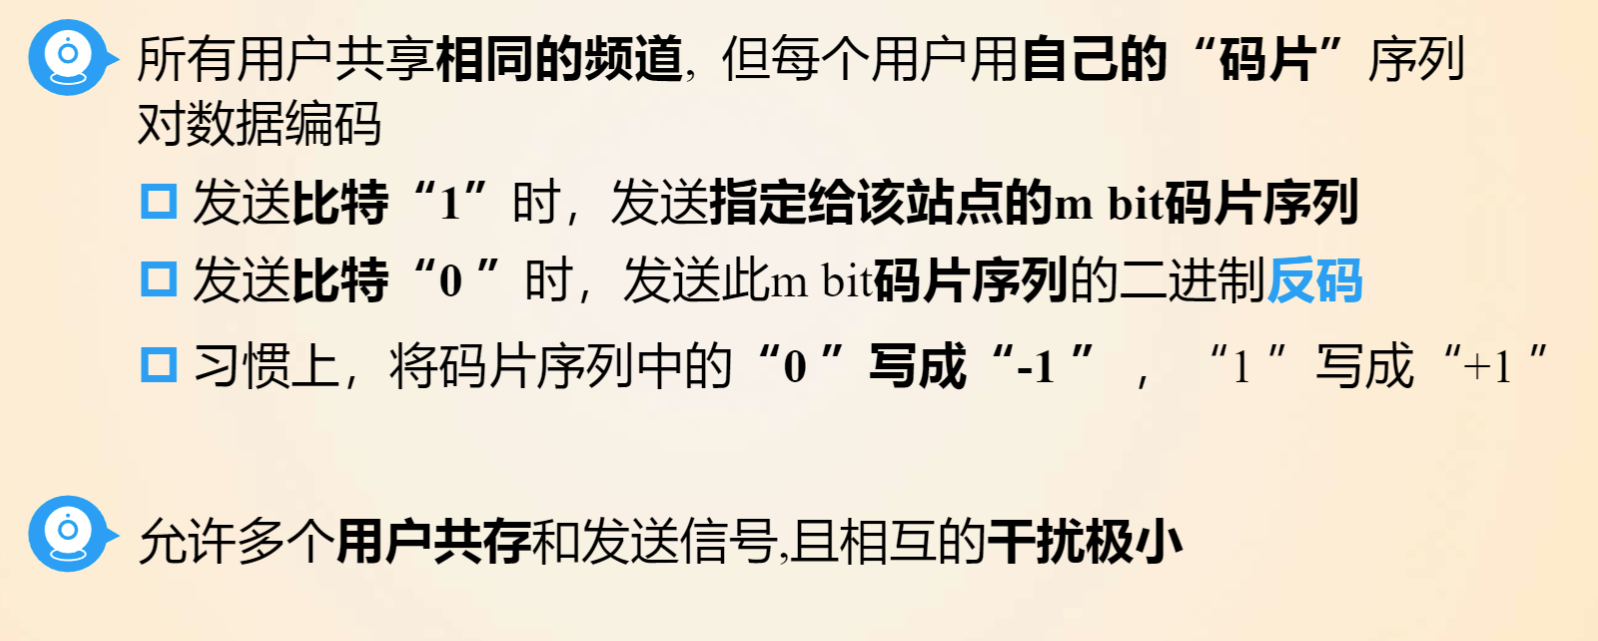 所有用户共享相同的频道, 但每个用户用自己的“码片”序列
对数据编码
发送比特“1”时，发送指定给该站点的m bit码片序列
发送比特“0 ”时，发送此m bit码片序列的二进制反码
习惯上，将码片序列中的“0 ”写成“-1 ”，“1 ”写成“+1 ”
允许多个用户共存和发送信号,且相互的干扰极小